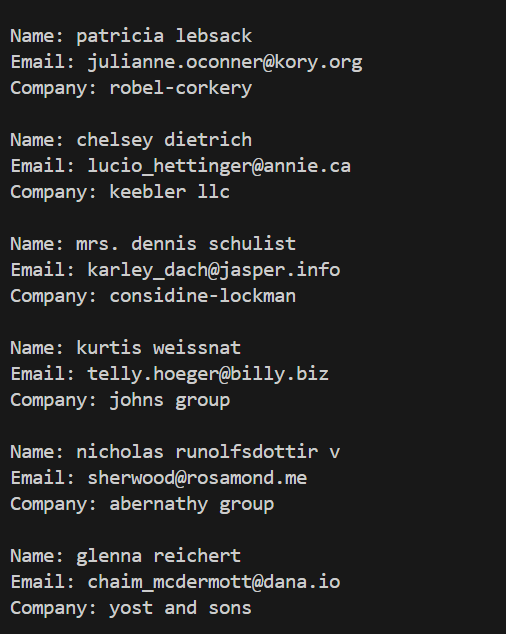 Name: patricia lebsack
Email: julianne.oconner@kory.org
Company: robel-corkery
Name: chelsey dietrich
Email: lucio_hettinger@annie.ca
Company: keebler llc
Name: mrs. dennis schulist
Email: karley_dach@jasper.info
Company: considine-lockman
Name: kurtis weissnat
Email: telly.hoeger@billy.biz
Company: johns group
Name: nicholas runolfsdottir v
Email: sherwood@rosamond.me
Company: abernathy group
Name: glenna reichert
Email: chaim_mcdermott@dana.io
Company: yost and sons